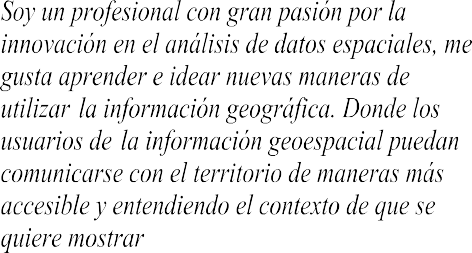 Soy un profesional con gran pasión por la
innovación en el análisis de datos espaciales, me
gusta aprender e idear nuevas maneras de
utilizar la información geográfica. Donde los
usuarios de la información geoespacial puedan
comunicarse con el territorio de maneras más
accesible y entendiendo el contexto de que se
quiere mostrar